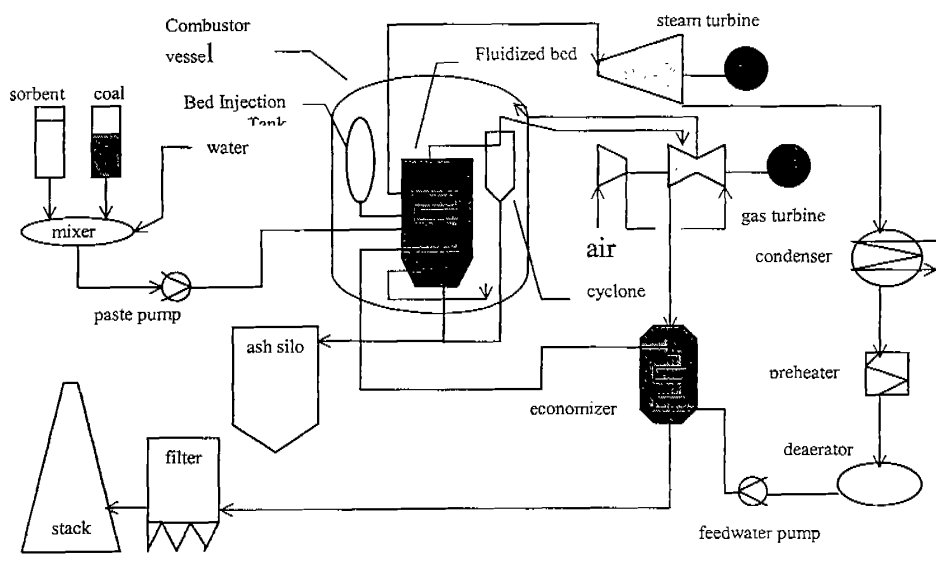 steam turbine
Combustor
vessel
Fluidized bed
sorbent
coal
Bed Injection
Tank
water
mixer
air
gas turbine
condenser
cyclone
paste pump
ash silo
preheater
economizer
deaerator
filter
stack
feedwater pump